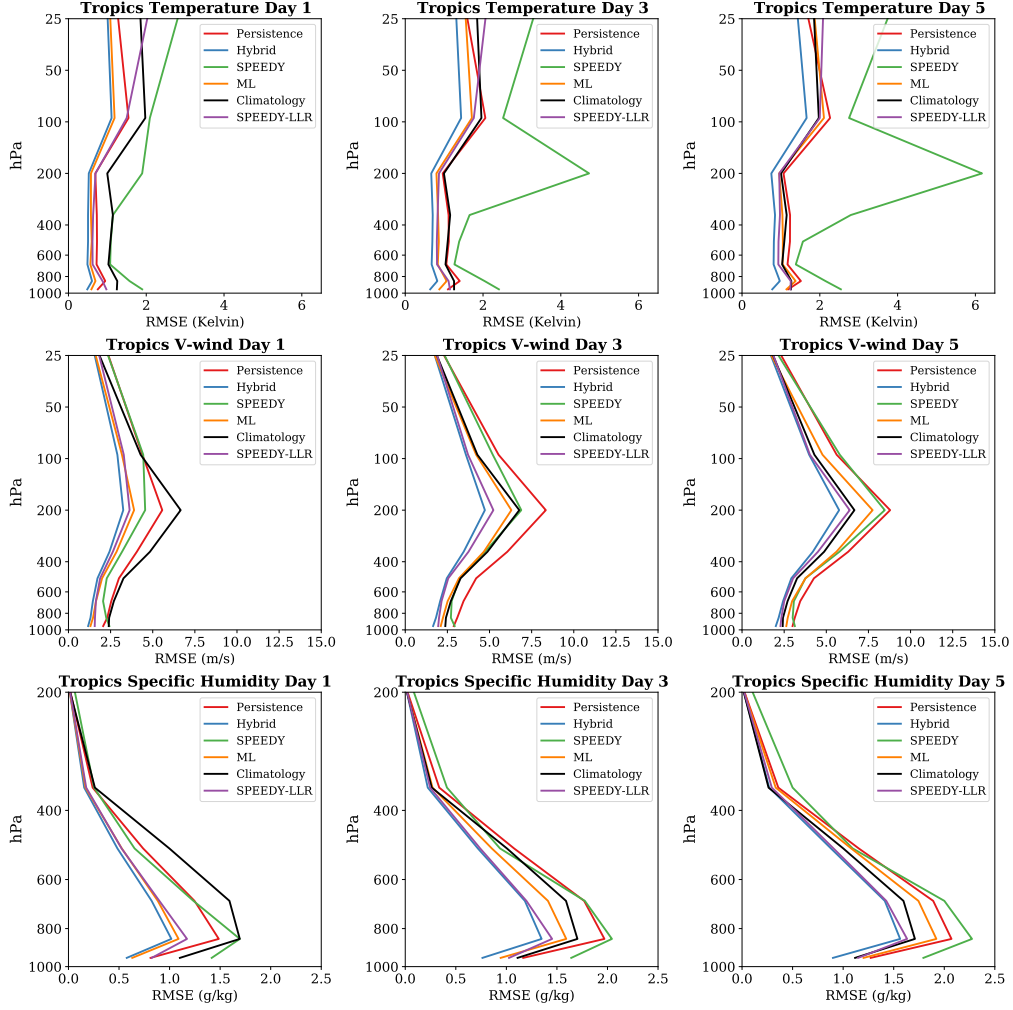 Tropics Temperature Day 1
25
50
100
200
400
600
800
1000
hPa
0
2
4
6
RMSE (Kelvin)
Persistence
Hybrid
SPEEDY
ML
Climatology
SPEEDY-LLR
Tropics Temperature Day 3
25
50
100
200
400
600
800
1000
hPa
0
2
4
6
RMSE (Kelvin)
Persistence
Hybrid
SPEEDY
ML
Climatology
SPEEDY-LLR
Tropics Temperature Day 5
25
50
100
200
400
600
800
1000
hPa
0
2
4
6
RMSE (Kelvin)
Persistence
Hybrid
SPEEDY
ML
Climatology
SPEEDY-LLR
Tropics V-wind Day 1
25
50
100
200
400
600
800
1000
hPa
0.0
2.5
5.0
7.5
10.0
12.5
15.0
RMSE (m/s)
Persistence
Hybrid
SPEEDY
ML
Climatology
SPEEDY-LLR
Tropics V-wind Day 3
25
50
100
200
400
600
800
1000
hPa
0.0
2.5
5.0
7.5
10.0
12.5
15.0
RMSE (m/s)
Persistence
Hybrid
SPEEDY
ML
Climatology
SPEEDY-LLR
Tropics V-wind Day 5
25
50
100
200
400
600
800
1000
hPa
0.0
2.5
5.0
7.5
10.0
12.5
15.0
RMSE (m/s)
Persistence
Hybrid
SPEEDY
ML
Climatology
SPEEDY-LLR
Tropics Specific Humidity Day 1
200
400
600
800
1000
hPa
0.0
0.5
1.0
1.5
2.0
2.5
RMSE (g/kg)
Persistence
Hybrid
SPEEDY
ML
Climatology
SPEEDY-LLR
Tropics Specific Humidity Day 3
200
400
600
800
1000
hPa
0.0
0.5
1.0
1.5
2.0
2.5
RMSE (g/kg)
Persistence
Hybrid
SPEEDY
ML
Climatology
SPEEDY-LLR
Tropics Specific Humidity Day 5
200
400
600
800
1000
hPa
0.0
0.5
1.0
1.5
2.0
2.5
RMSE (g/kg)
Persistence
Hybrid
SPEEDY
ML
Climatology
SPEEDY-LLR